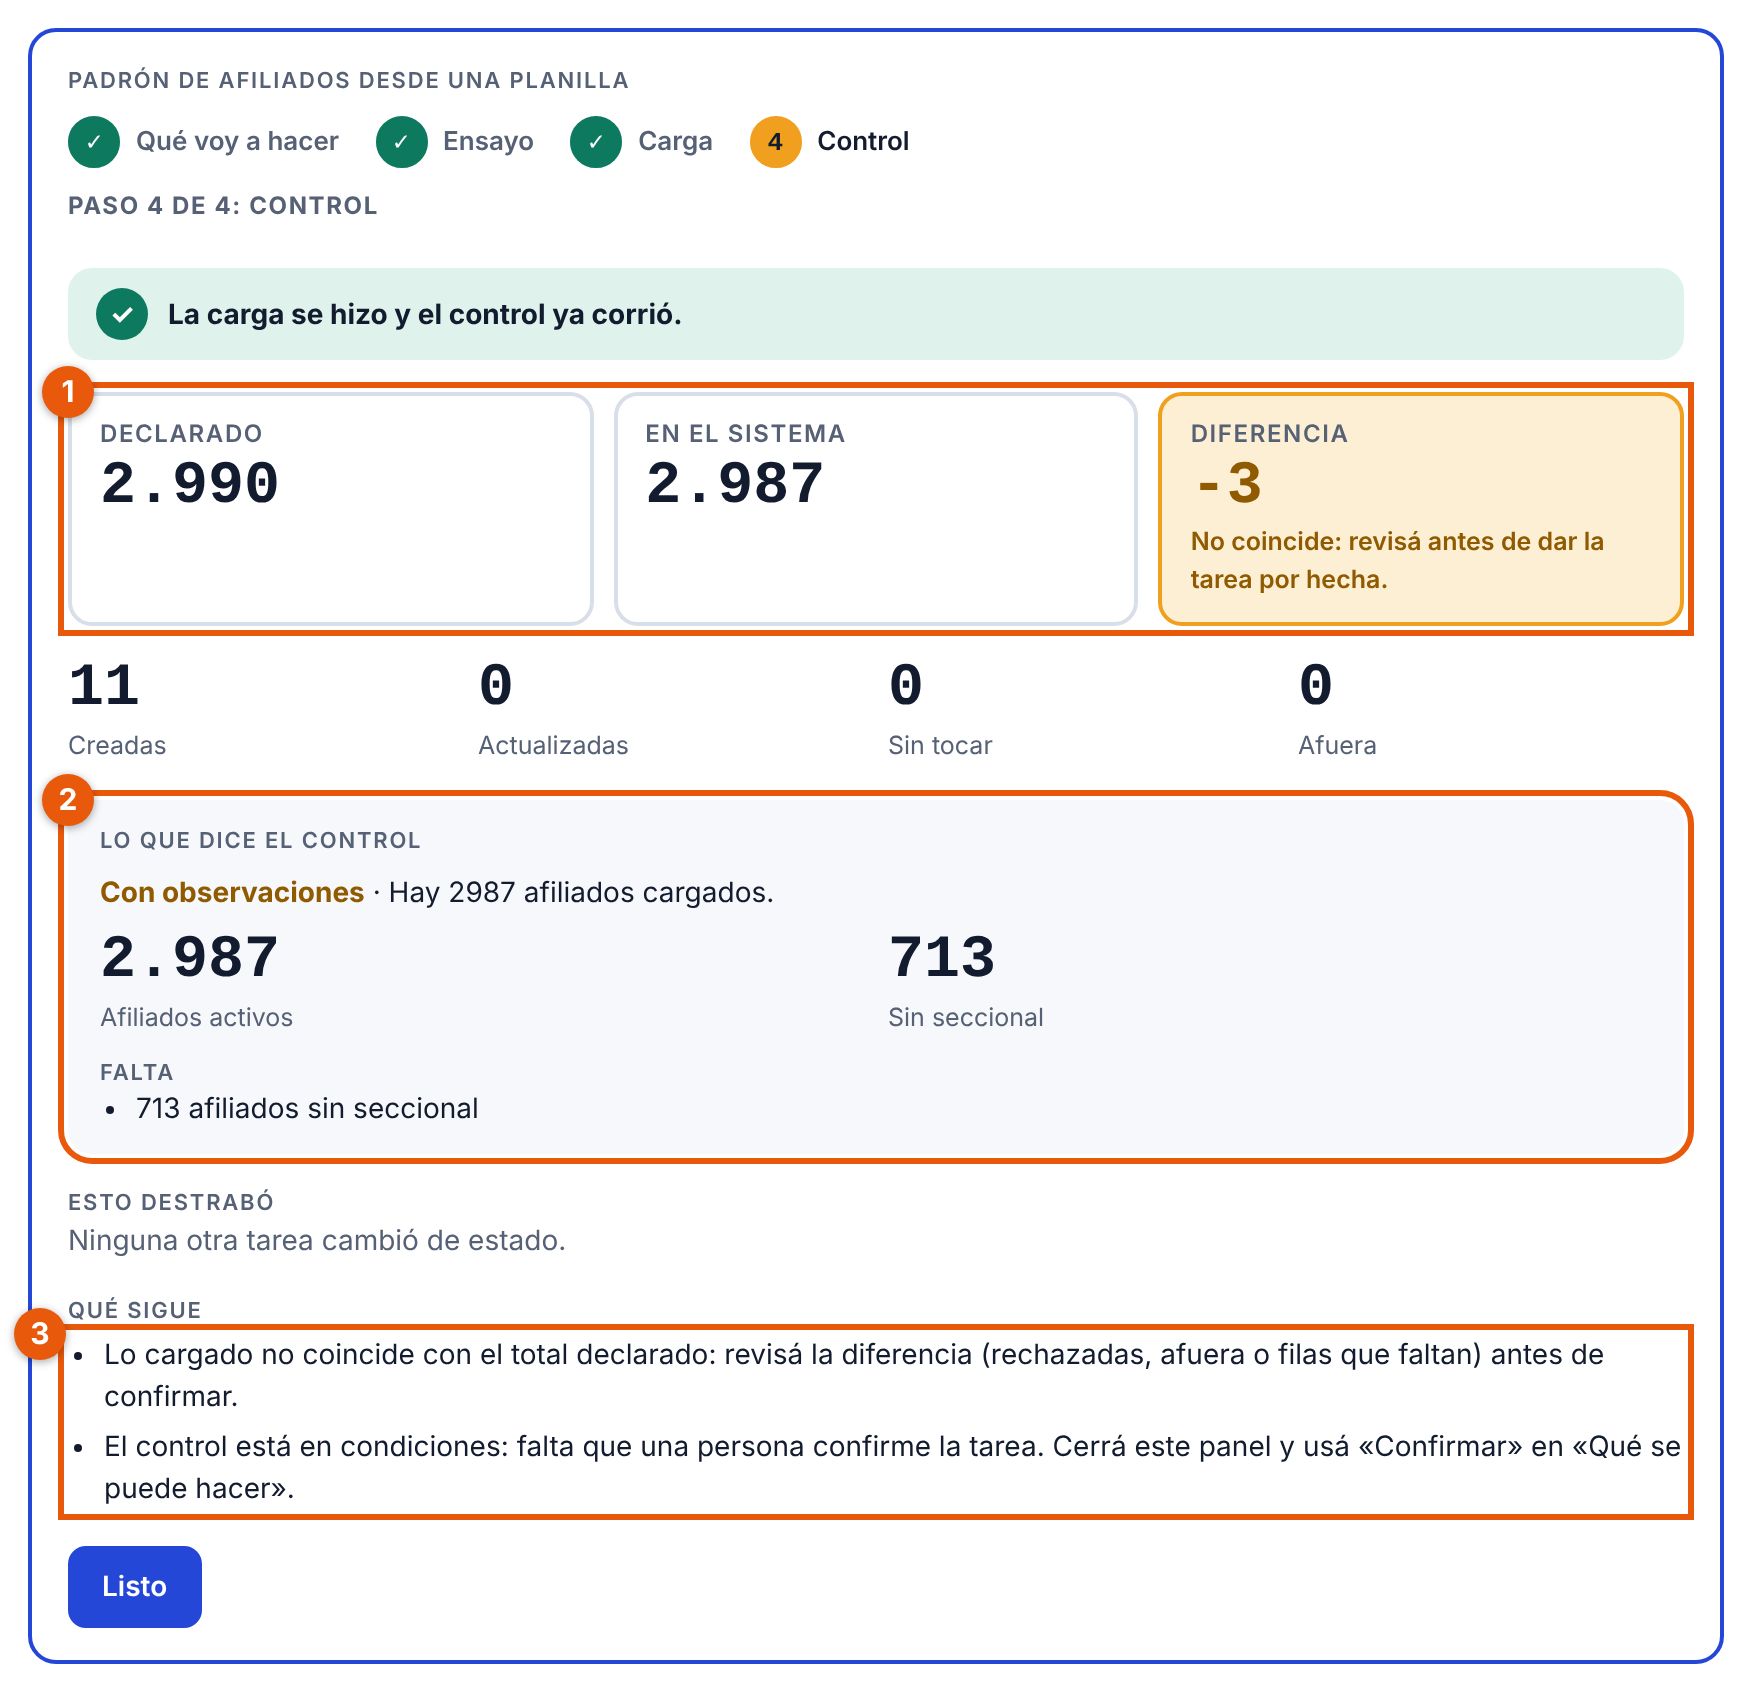 PADRÓN DE AFILIADOS DESDE UNA PLANILLA
✓ Qué voy a hacer ✓ Ensayo ✓ Carga 4 Control
PASO 4 DE 4: CONTROL
✓ La carga se hizo y el control ya corrió.
1
DECLARADO
2.990
EN EL SISTEMA
2.987
DIFERENCIA
-3
No coincide: revisá antes de dar la
tarea por hecha.
11
Creadas
0
Actualizadas
0
Sin tocar
0
Afuera
2
LO QUE DICE EL CONTROL
Con observaciones · Hay 2987 afiliados cargados.
2.987
Afiliados activos
713
Sin seccional
FALTA
• 713 afiliados sin seccional
ESTO DESTRABÓ
Ninguna otra tarea cambió de estado.
QUÉ SIGUE
3
• Lo cargado no coincide con el total declarado: revisá la diferencia (rechazadas, afuera o filas que faltan) antes de
confirmar.
• El control está en condiciones: falta que una persona confirme la tarea. Cerrá este panel y usá «Confirmar» en «Qué se
puede hacer».
Listo